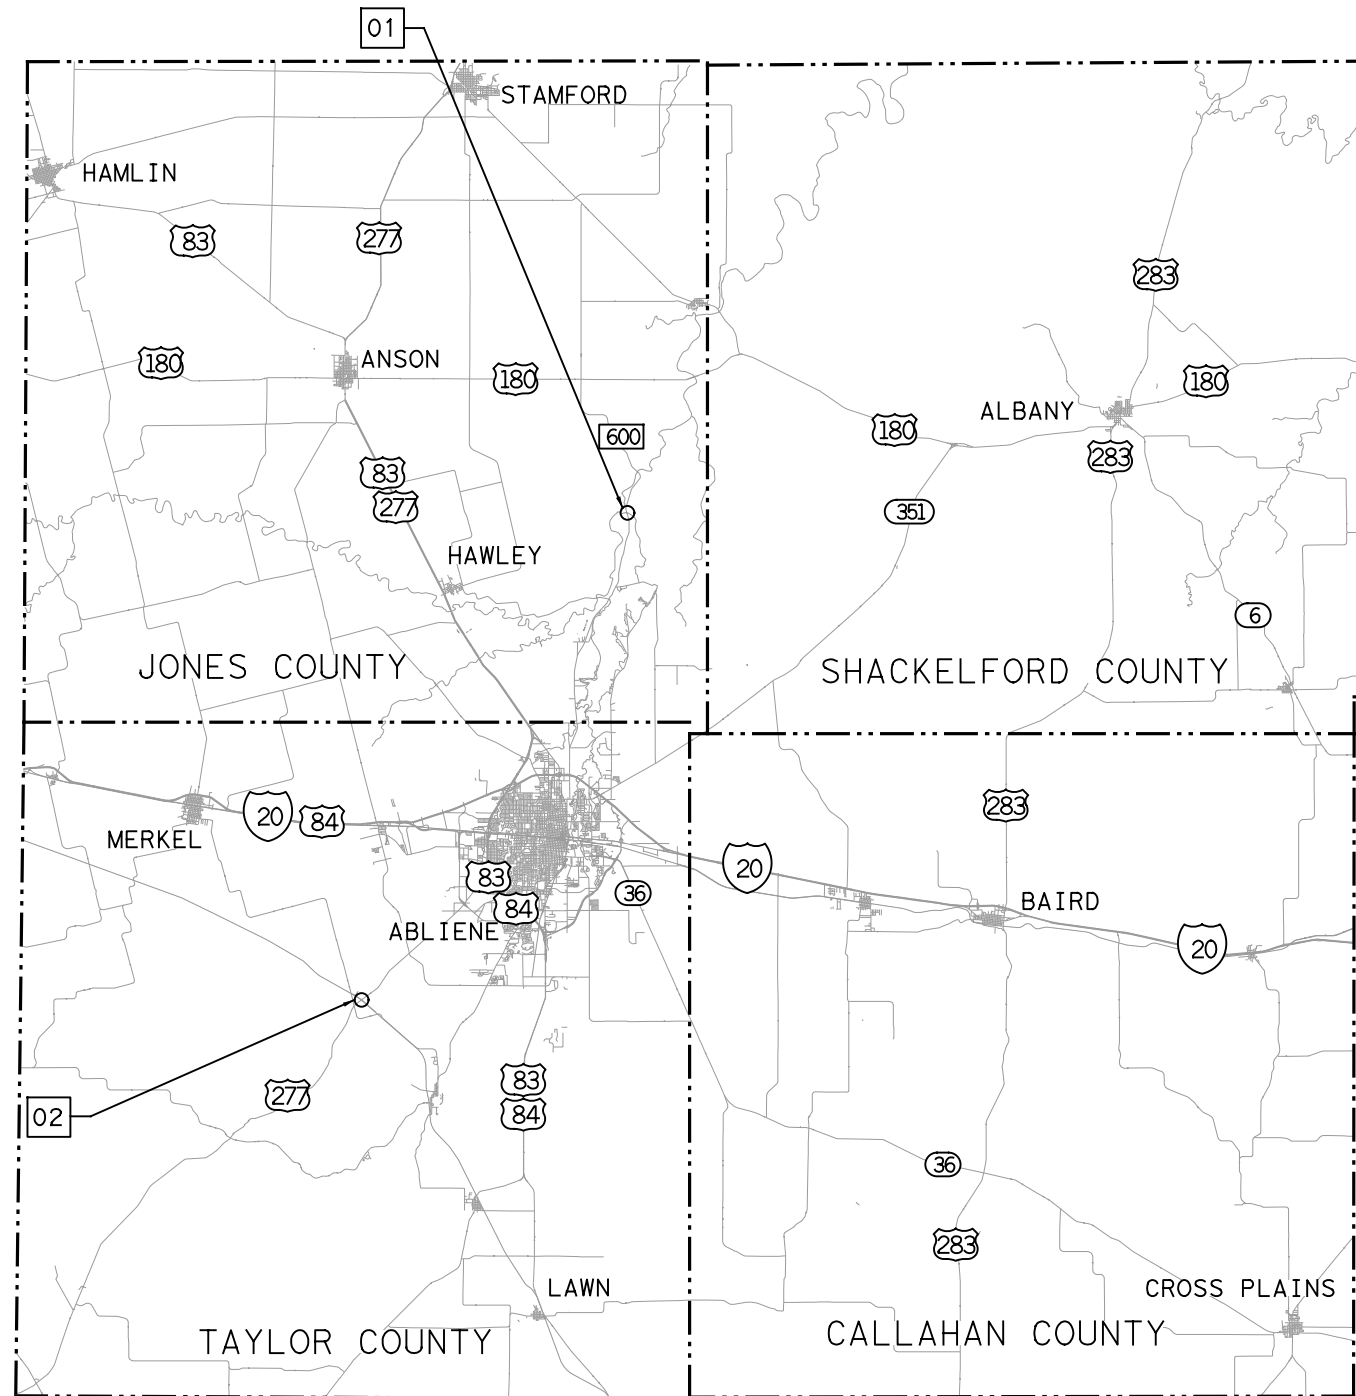 01
STAMFORD
HAMLIN
83
277
283
180
ANSON
180
180
ALBANY
180
600
283
83
277
351
HAWLEY
6
JONES COUNTY
SHACKELFORD COUNTY
20
84
283
MERKEL
20
83
36
84
BAIRD
ABLIENE
20
83
277
84
02
36
283
LAWN
CROSS PLAINS
TAYLOR COUNTY
CALLAHAN COUNTY